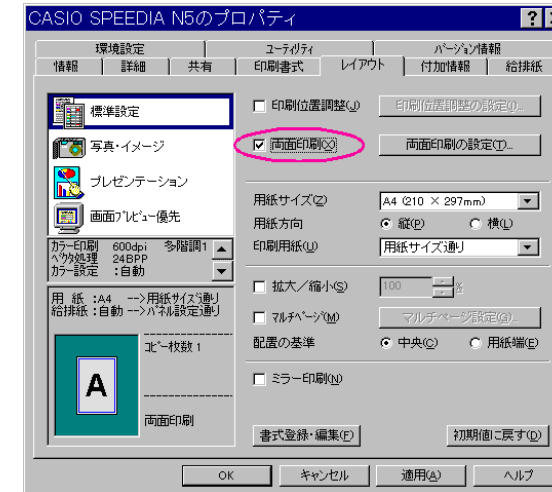 CASIO SPEEDIA N5のプロパティ
環境設定 ユーティリティ バージョン情報
情報 詳細 共有 印刷書式 レイアウト 付加情報 給排紙
標準設定
写真・イメージ
プレゼンテーション
画面プレビュー優先
カラー印刷 600dpi 多階調1
ベクタ処理 24BPP
カラー設定 :自動
用 紙 :A4 -->用紙サイズ通り
給排紙 :自動 -->パネル設定通り
コピー枚数 1
A
両面印刷
印刷位置調整(J) 印刷位置調整の設定(I)...
両面印刷(X) 両面印刷の設定(T)...
用紙サイズ(Z) A4 (210 × 297mm)
用紙方向 縦(P) 横(L)
印刷用紙(U) 用紙サイズ通り
拡大/縮小(S) 100 %
マルチページ(M) マルチページ設定(G)...
配置の基準 中央(C) 用紙端(E)
ミラー印刷(N)
書式登録・編集(F) 初期値に戻す(D)
OK キャンセル 適用(A) ヘルプ